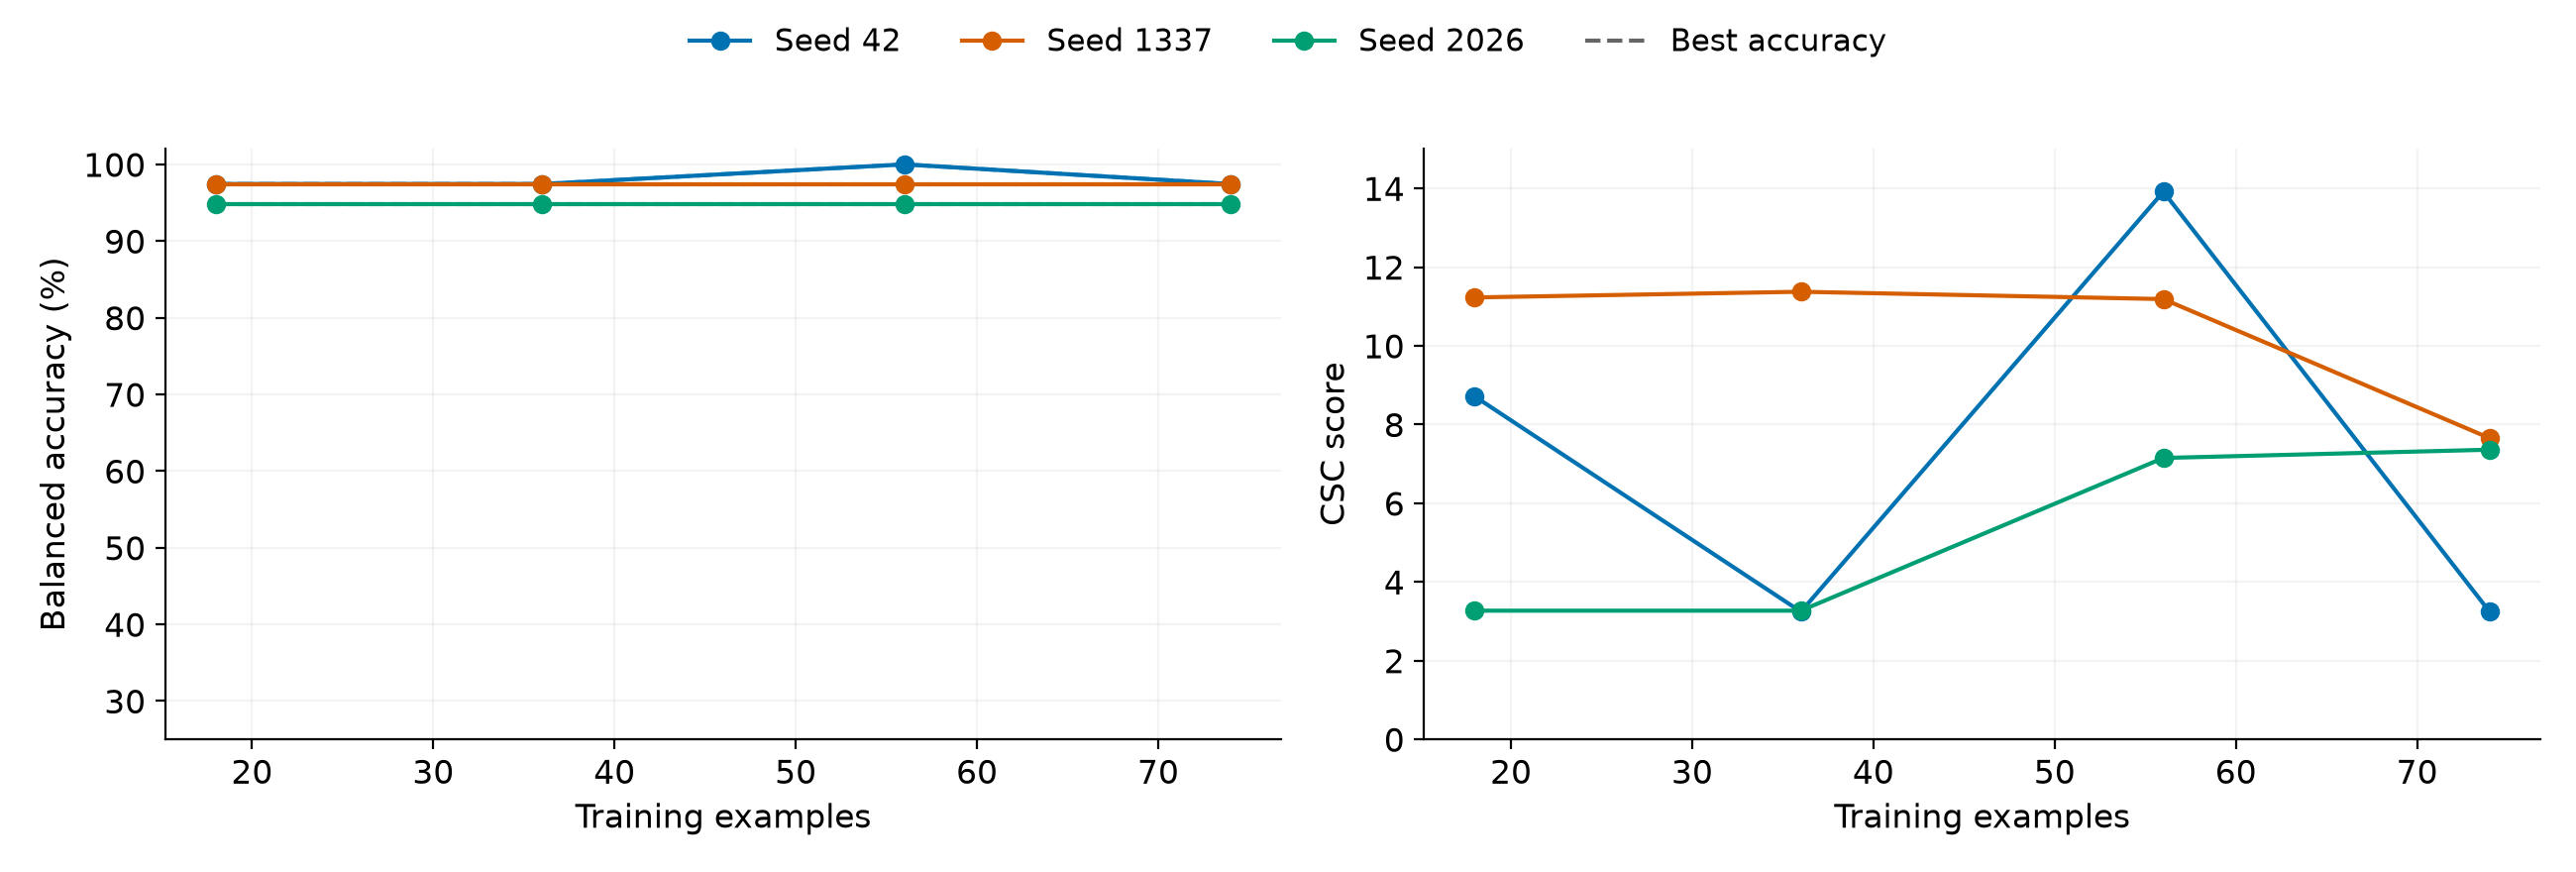 Seed 42 Seed 1337 Seed 2026 Best accuracy
Balanced accuracy (%)
100
90
80
70
60
50
40
30
20 30 40 50 60 70
Training examples
CSC score
14
12
10
8
6
4
2
0
20 30 40 50 60 70
Training examples